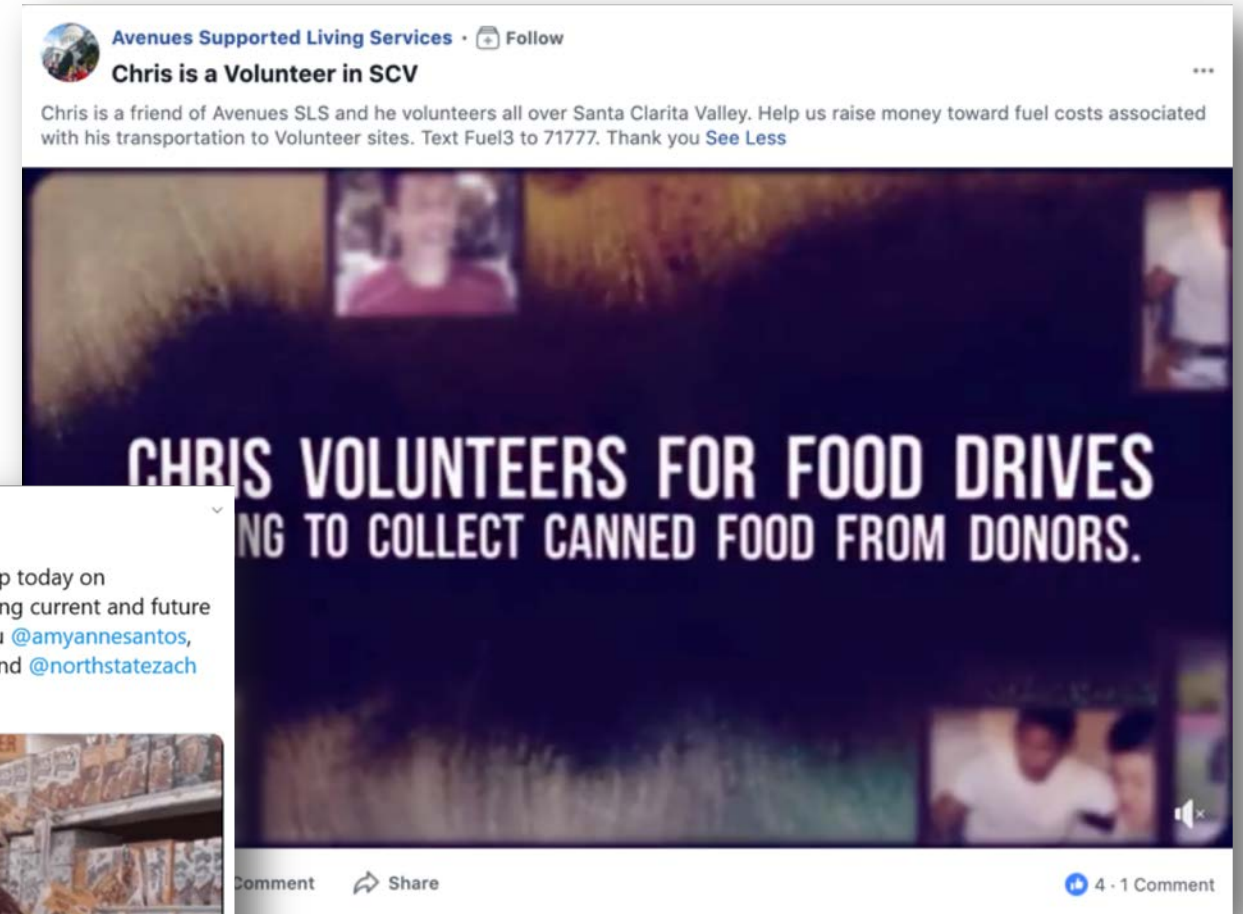 Avenues Supported Living Services · Follow
Chris is a Volunteer in SCV
Chris is a friend of Avenues SLS and he volunteers all over Santa Clarita Valley. Help us raise money toward fuel costs associated
with his transportation to Volunteer sites. Text Fuel3 to 71777. Thank you See Less
CHRIS VOLUNTEERS FOR FOOD DRIVES
NG TO COLLECT CANNED FOOD FROM DONORS.
Comment Share 4 · 1 Comment
p today on
ng current and future
@amyannesantos,
nd @northstatezach
ER